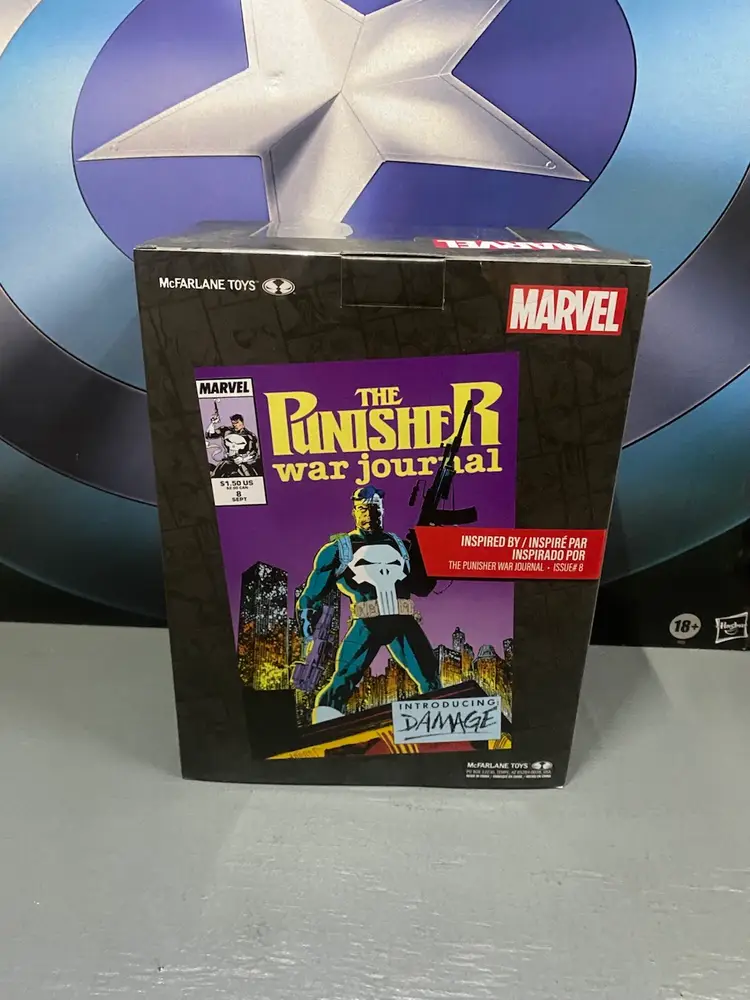 MARVEL
McFARLANE TOYS
MARVEL
MARVEL
THE
PUNISHER
war journal
$1.50 US
8
SEPT
INSPIRED BY / INSPIRÉ PAR
INSPIRADO POR
THE PUNISHER WAR JOURNAL • ISSUE# 8
INTRODUCING
DAMAGE
McFARLANE TOYS
18+
Hasbro